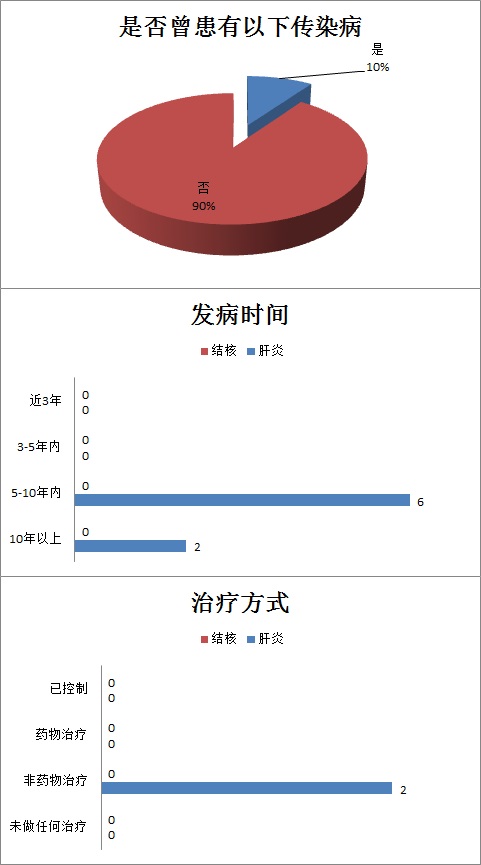 是否曾患有以下传染病
是
10%
否
90%
发病时间
结核 肝炎
近3年
0
0
3-5年内
0
0
5-10年内
0
6
10年以上
0
2
治疗方式
结核 肝炎
已控制
0
0
药物治疗
0
0
非药物治疗
0
2
未做任何治疗
0
0